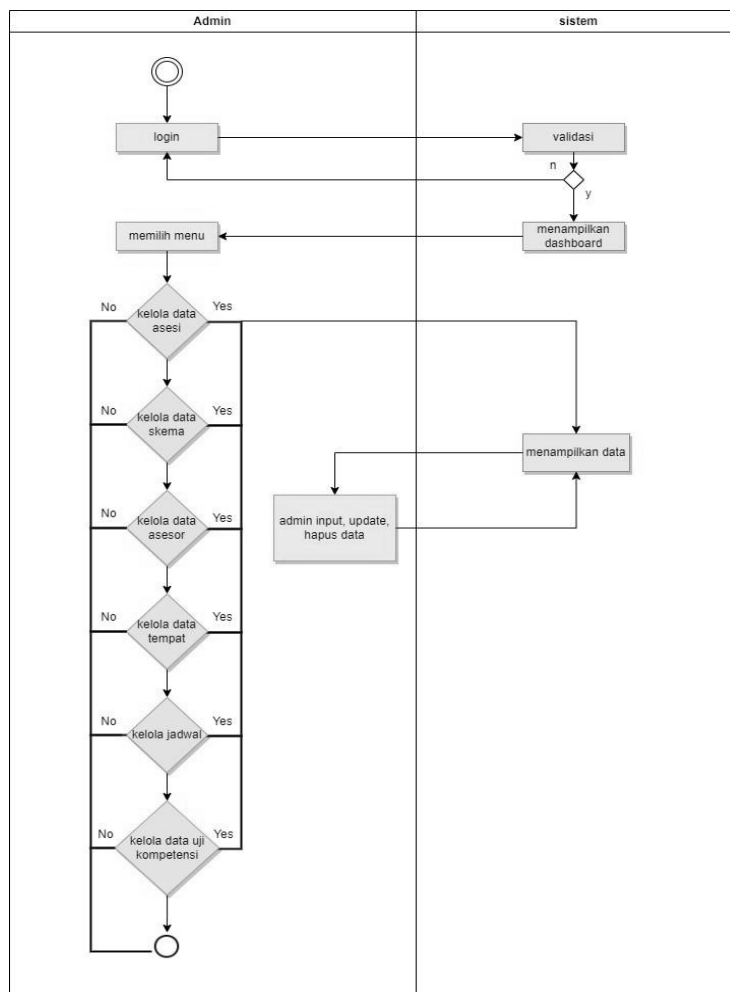 Admin
sistem
login
validasi
n
y
memilih menu
menampilkan
dashboard
No
kelola data
asesi
Yes
No
kelola data
skema
Yes
menampilkan data
No
kelola data
asesor
Yes
admin input, update,
hapus data
No
kelola data
tempat
Yes
No
kelola jadwal
Yes
No
kelola data uji
kompetensi
Yes